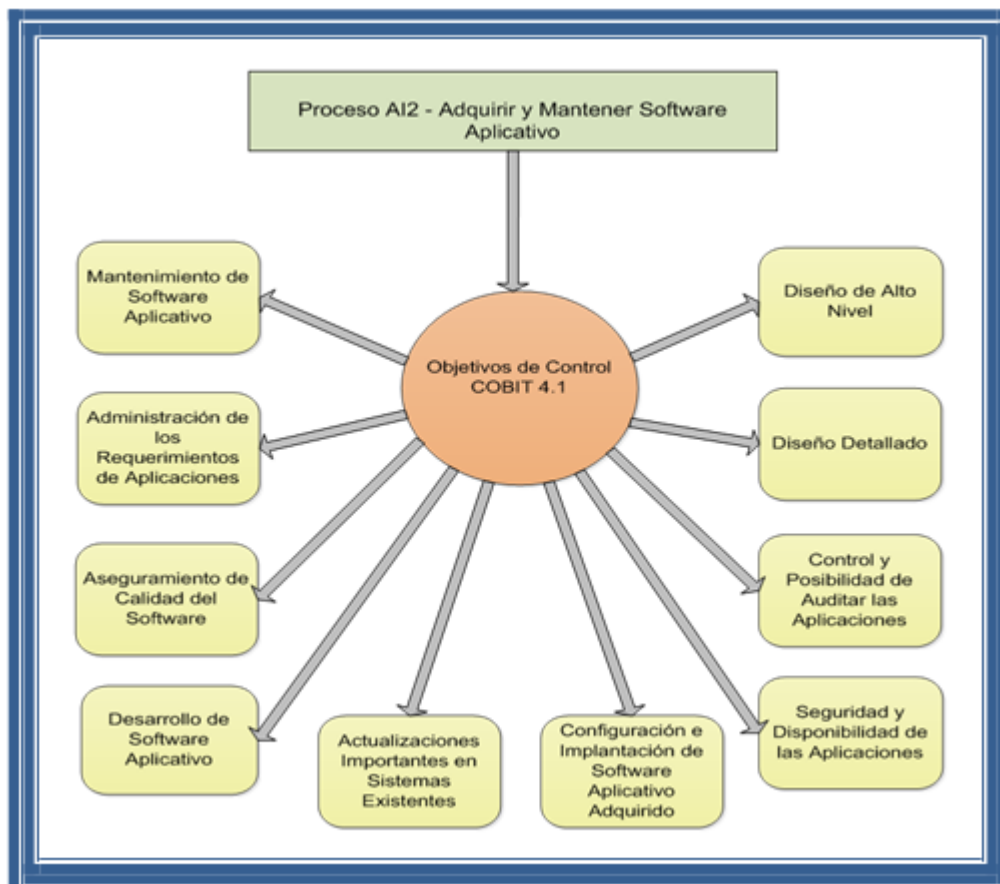 Proceso AI2 - Adquirir y Mantener Software
Aplicativo
Mantenimiento de
Software
Aplicativo
Diseño de Alto
Nivel
Objetivos de Control
COBIT 4.1
Administración de
los
Requerimientos
de Aplicaciones
Diseño Detallado
Aseguramiento de
Calidad del
Software
Control y
Posibilidad de
Auditar las
Aplicaciones
Desarrollo de
Software
Aplicativo
Actualizaciones
Importantes en
Sistemas
Existentes
Configuración e
Implantación de
Software
Aplicativo
Adquirido
Seguridad y
Disponibilidad de
las Aplicaciones